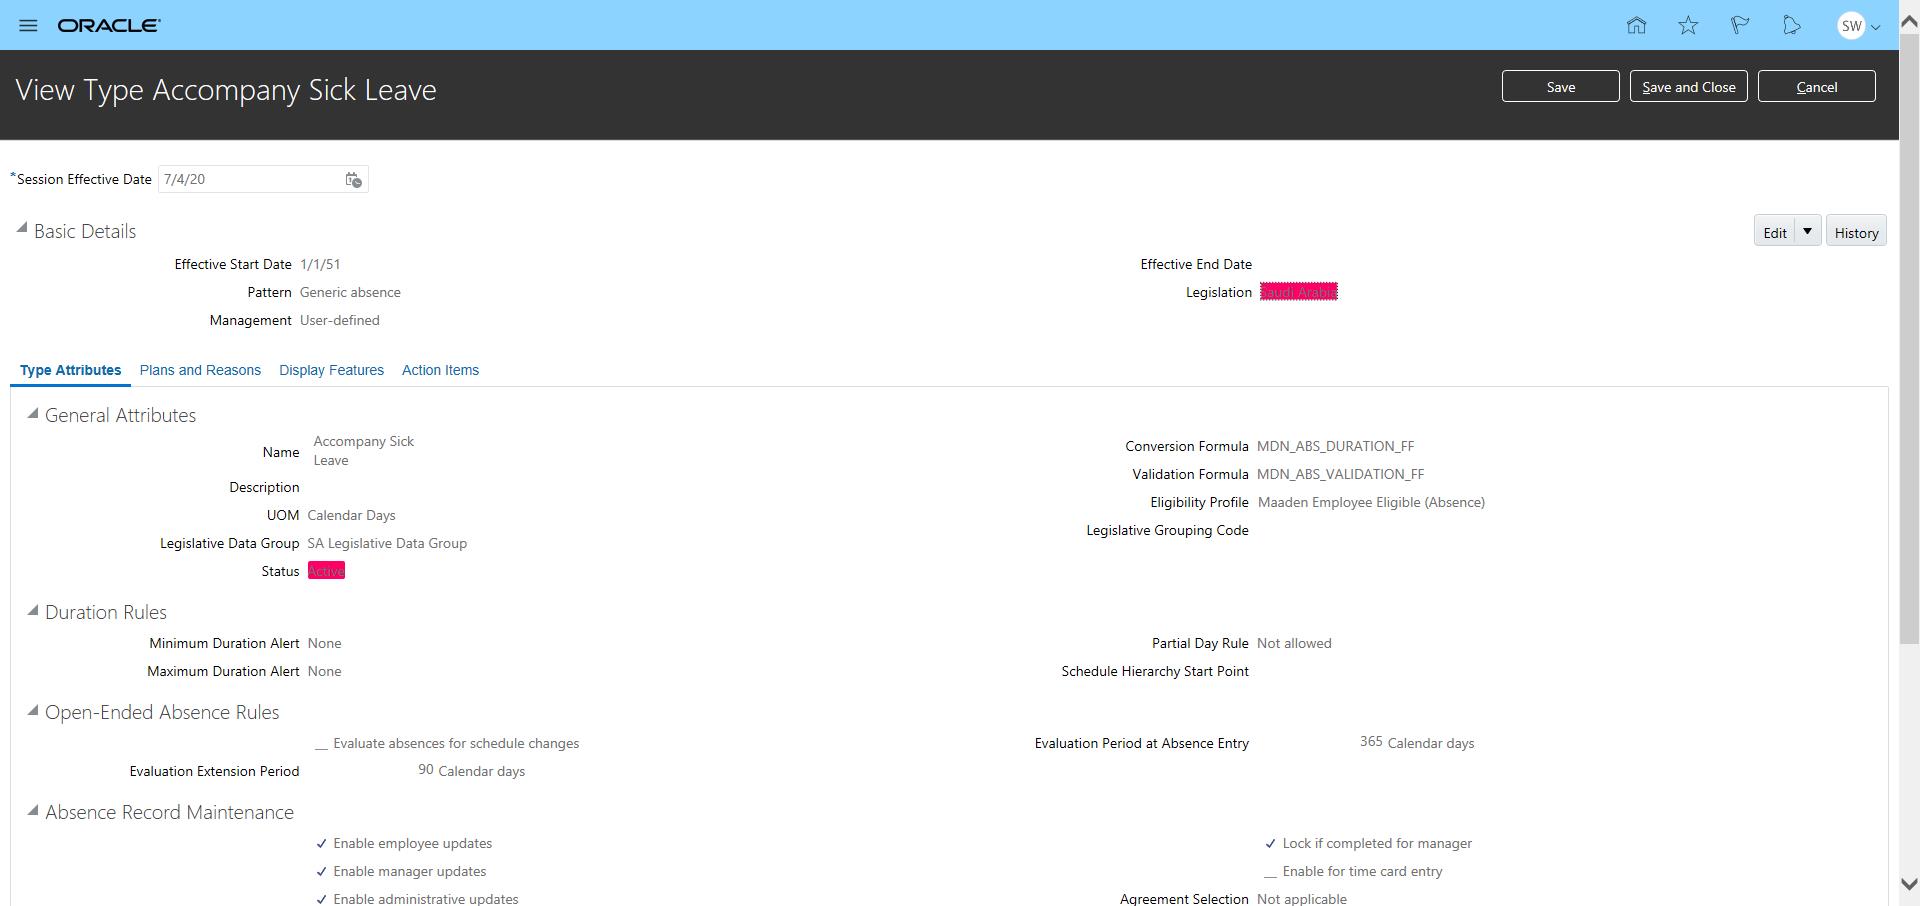 ORACLE
SW
View Type Accompany Sick Leave
Save
Save and Close
Cancel
*Session Effective Date 7/4/20
Basic Details
Edit
History
Effective Start Date 1/1/51
Effective End Date
Pattern Generic absence
Legislation Saudi Arabia
Management User-defined
Type Attributes Plans and Reasons Display Features Action Items
General Attributes
Name Accompany Sick
Leave
Conversion Formula MDN_ABS_DURATION_FF
Validation Formula MDN_ABS_VALIDATION_FF
Description
Eligibility Profile Maaden Employee Eligible (Absence)
UOM Calendar Days
Legislative Grouping Code
Legislative Data Group SA Legislative Data Group
Status Active
Duration Rules
Minimum Duration Alert None
Partial Day Rule Not allowed
Maximum Duration Alert None
Schedule Hierarchy Start Point
Open-Ended Absence Rules
Evaluate absences for schedule changes
Evaluation Period at Absence Entry 365 Calendar days
Evaluation Extension Period 90 Calendar days
Absence Record Maintenance
Enable employee updates
Lock if completed for manager
Enable manager updates
Enable for time card entry
Enable administrative updates
Agreement Selection Not applicable